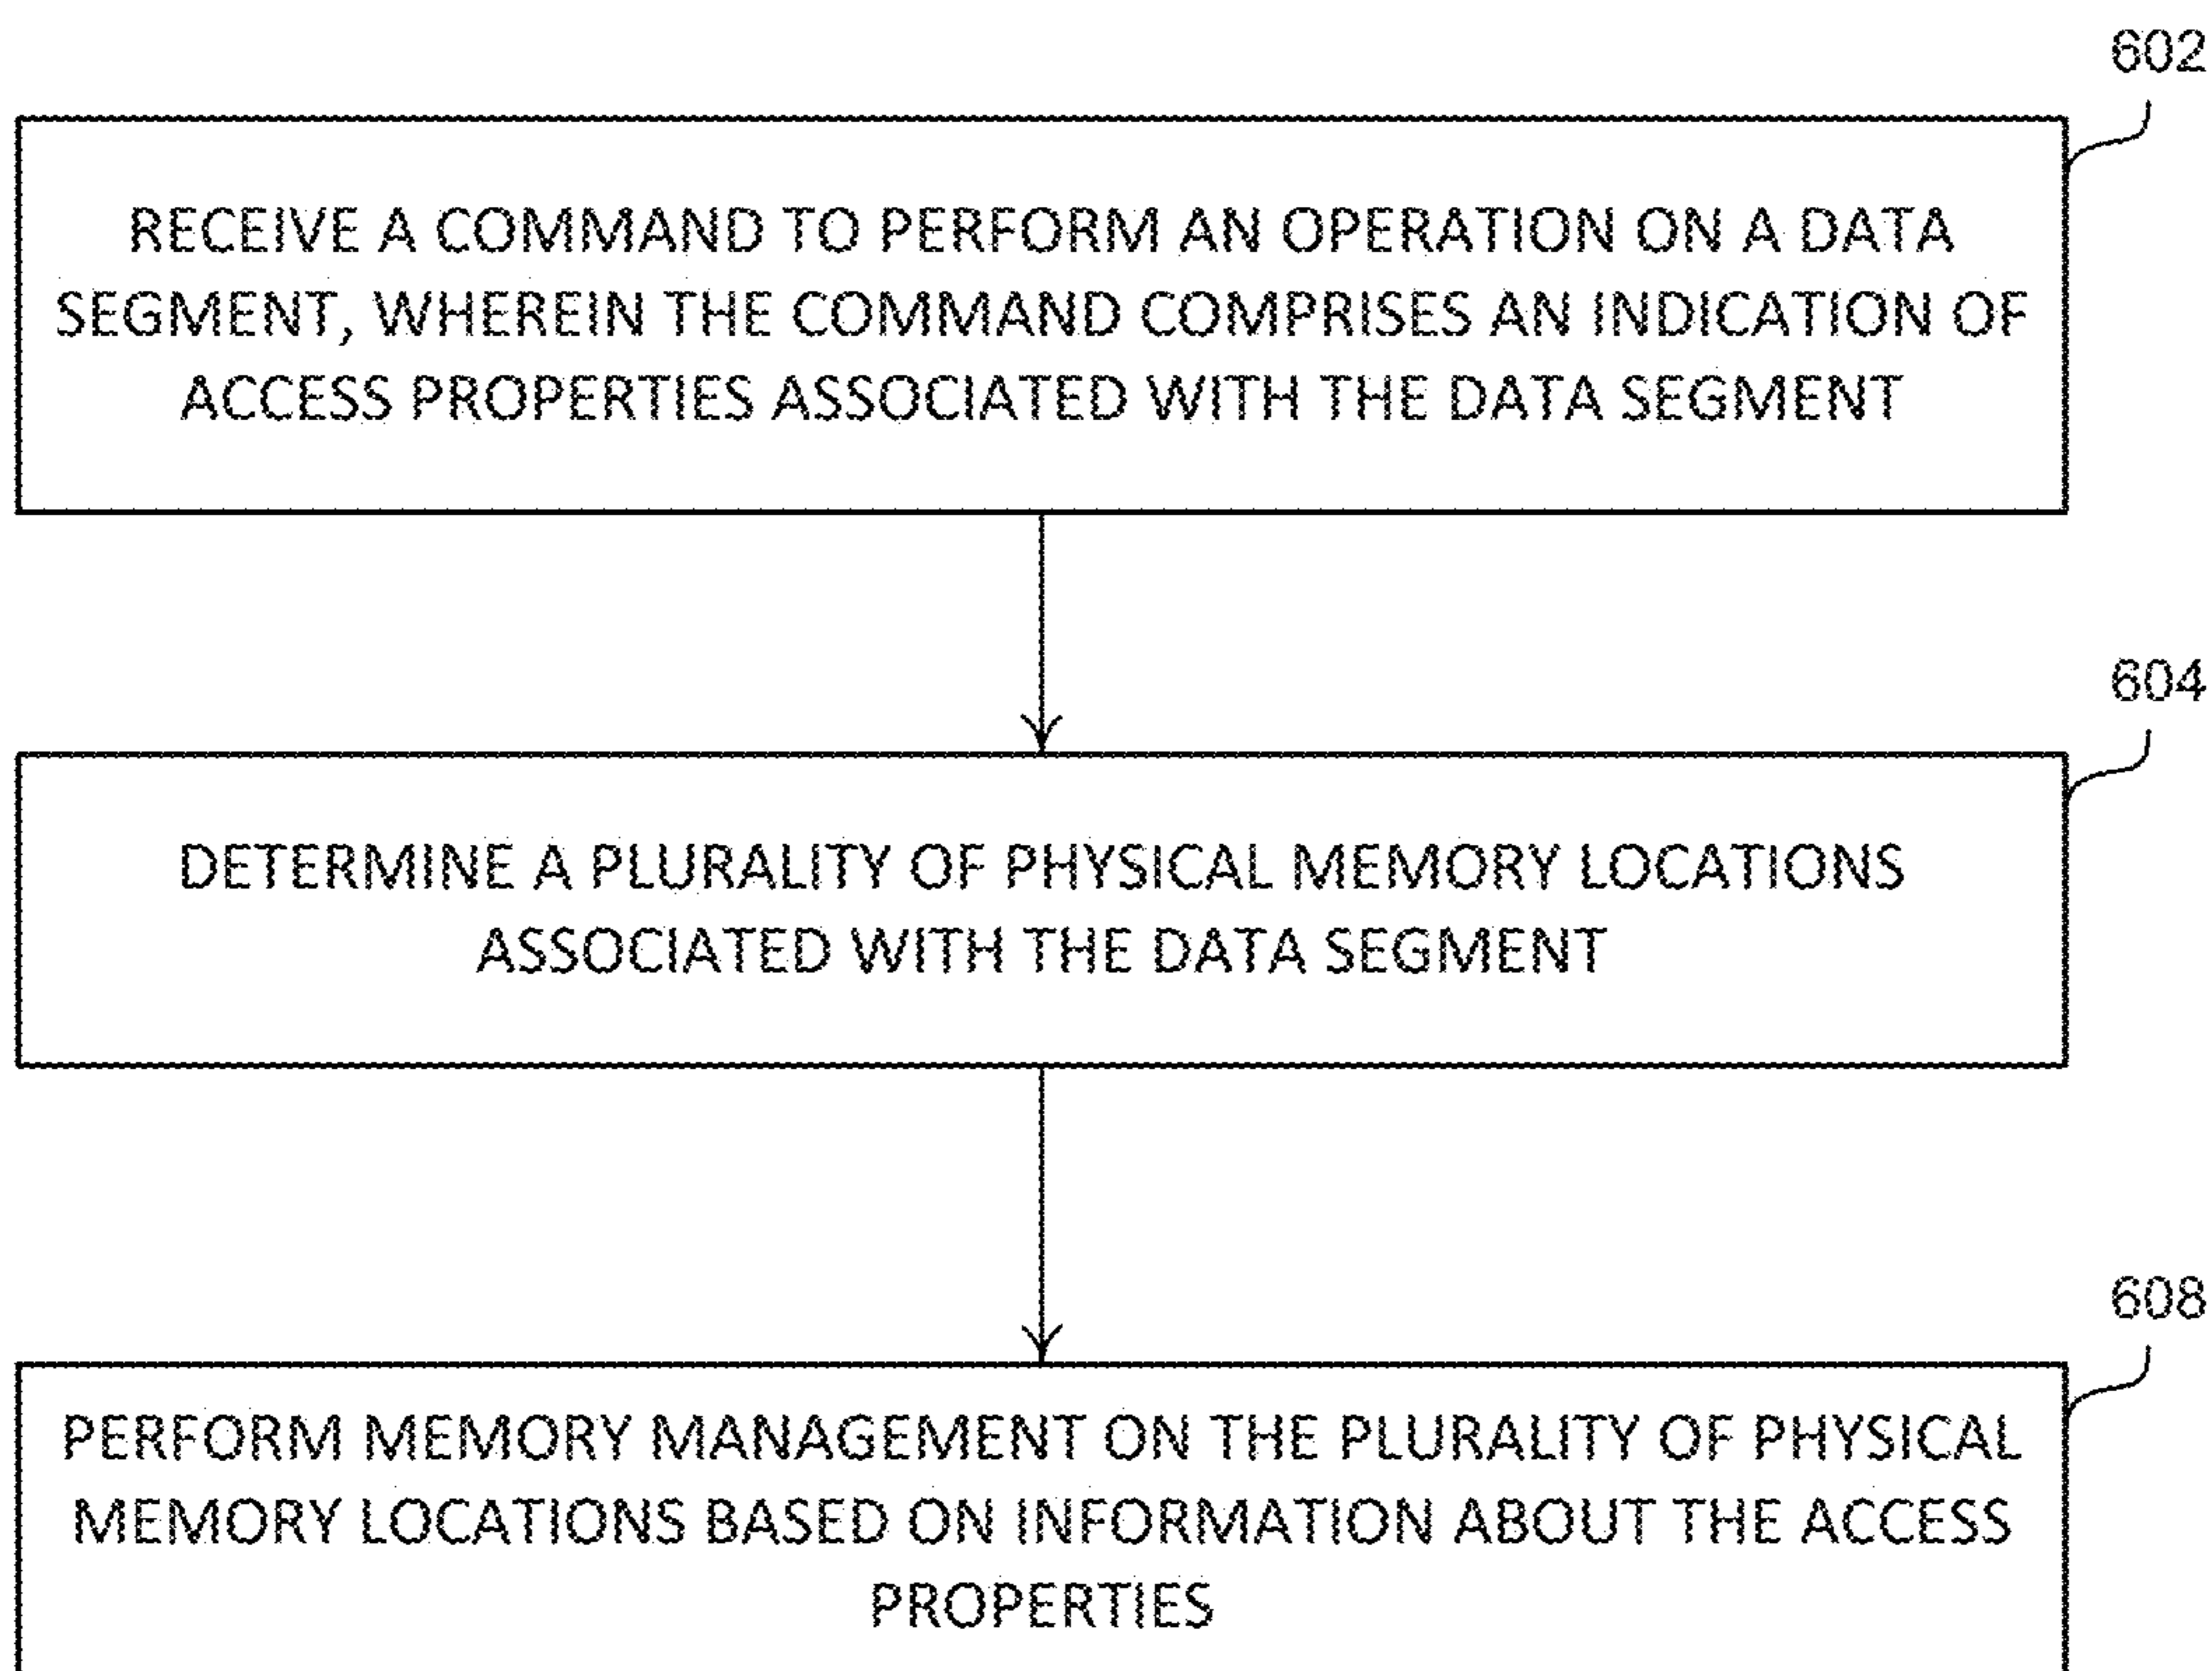 602
RECEIVE A COMMAND TO PERFORM AN OPERATION ON A DATA
SEGMENT, WHEREIN THE COMMAND COMPRISES AN INDICATION OF
ACCESS PROPERTIES ASSOCIATED WITH THE DATA SEGMENT
604
DETERMINE A PLURALITY OF PHYSICAL MEMORY LOCATIONS
ASSOCIATED WITH THE DATA SEGMENT
608
PERFORM MEMORY MANAGEMENT ON THE PLURALITY OF PHYSICAL
MEMORY LOCATIONS BASED ON INFORMATION ABOUT THE ACCESS
PROPERTIES